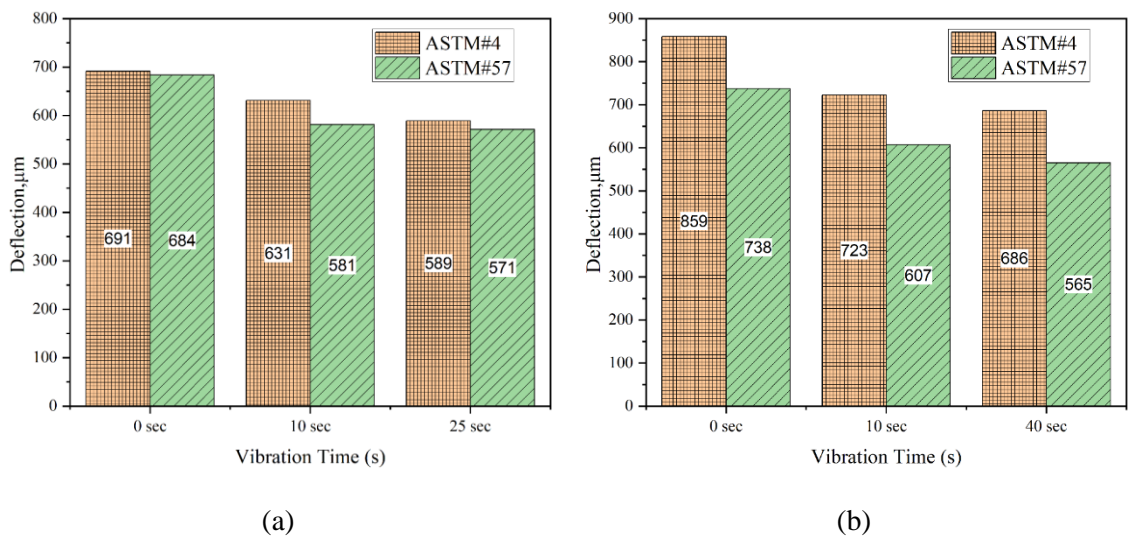 800
700
600
500
400
300
200
100
0
Deflection,μm
ASTM#4
ASTM#57
691
684
631
581
589
571
0 sec
10 sec
25 sec
Vibration Time (s)
(a)
900
800
700
600
500
400
300
200
100
0
Deflection,μm
ASTM#4
ASTM#57
859
738
723
607
686
565
0 sec
10 sec
40 sec
Vibration Time (s)
(b)